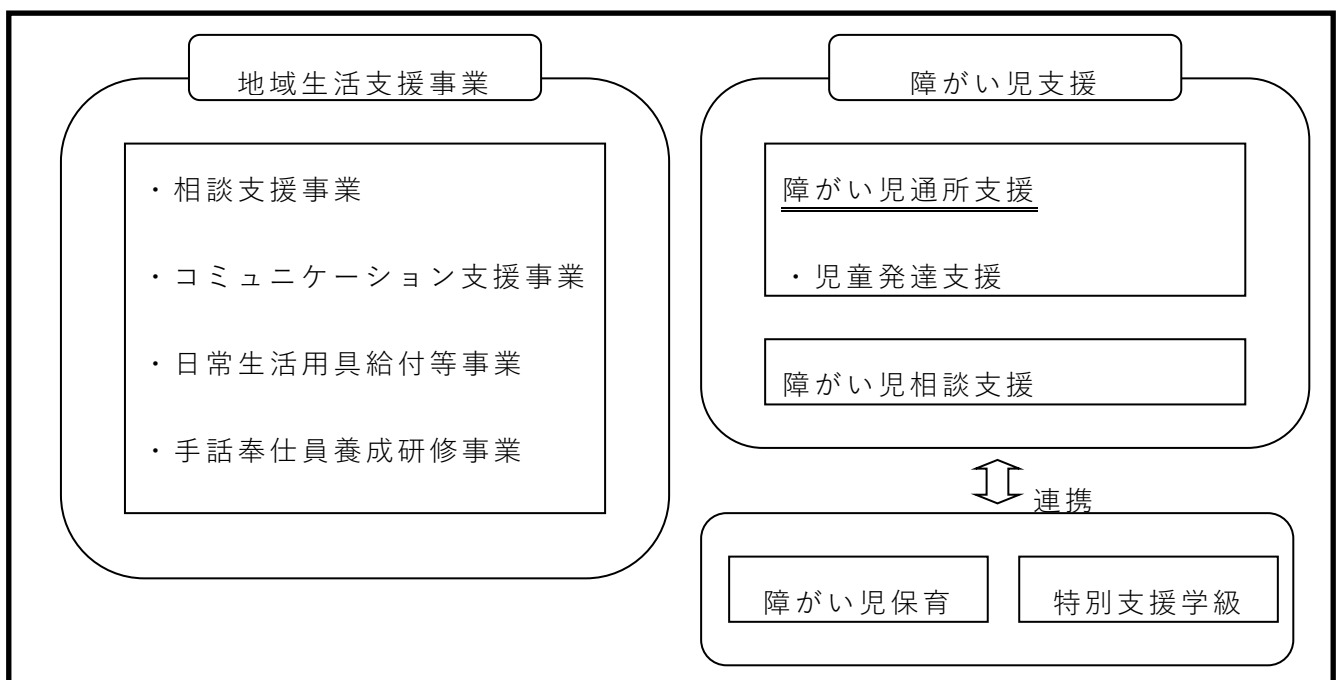 地域生活支援事業
・相談支援事業
・コミュニケーション支援事業
・日常生活用具給付等事業
・手話奉仕員養成研修事業
障がい児支援
障がい児通所支援
・児童発達支援
障がい児相談支援
連携
障がい児保育
特別支援学級